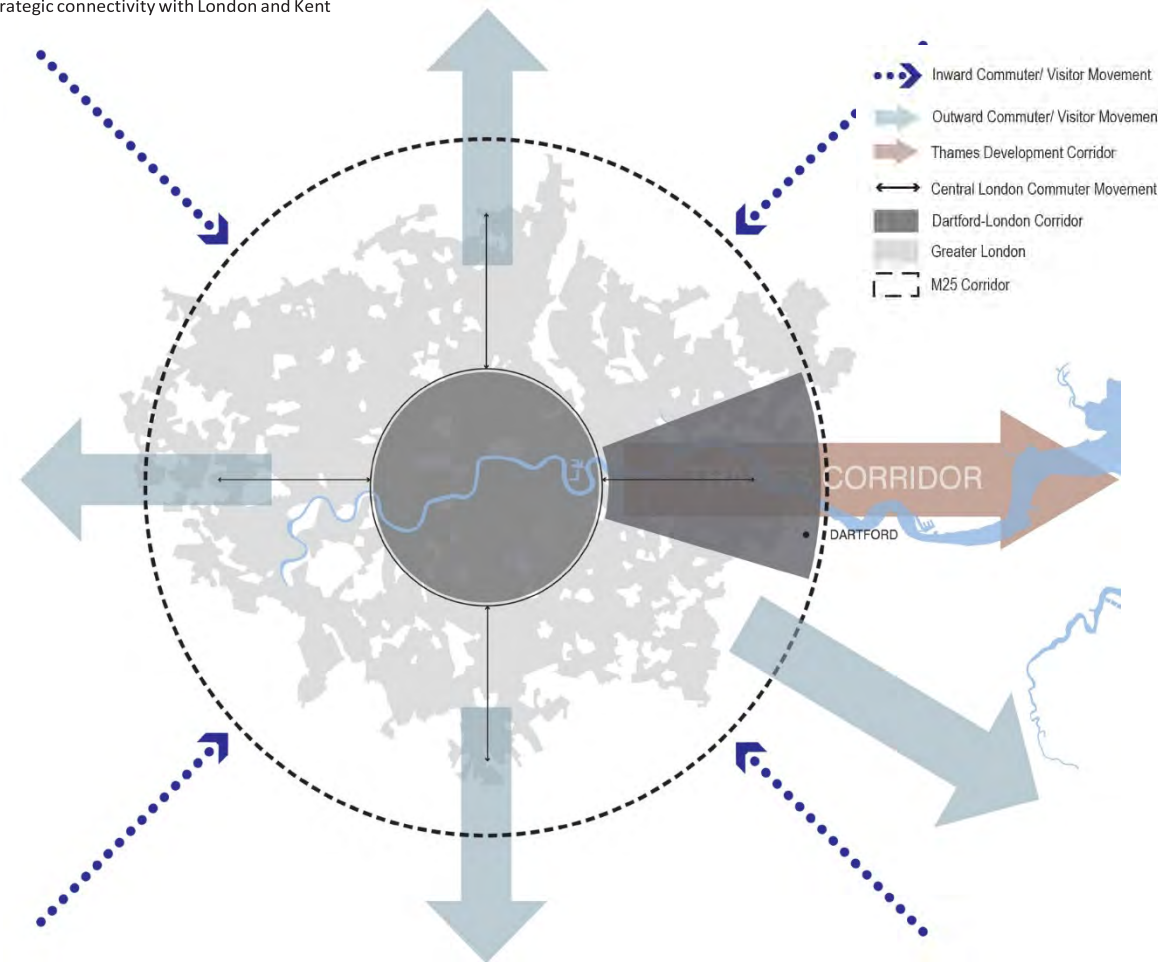 rategic connectivity with London and Kent
Inward Commuter/ Visitor Movement
Outward Commuter/ Visitor Movemen
Thames Development Corridor
Central London Commuter Movement
Dartford-London Corridor
Greater London
M25 Corridor
THAMES CORRIDOR
DARTFORD